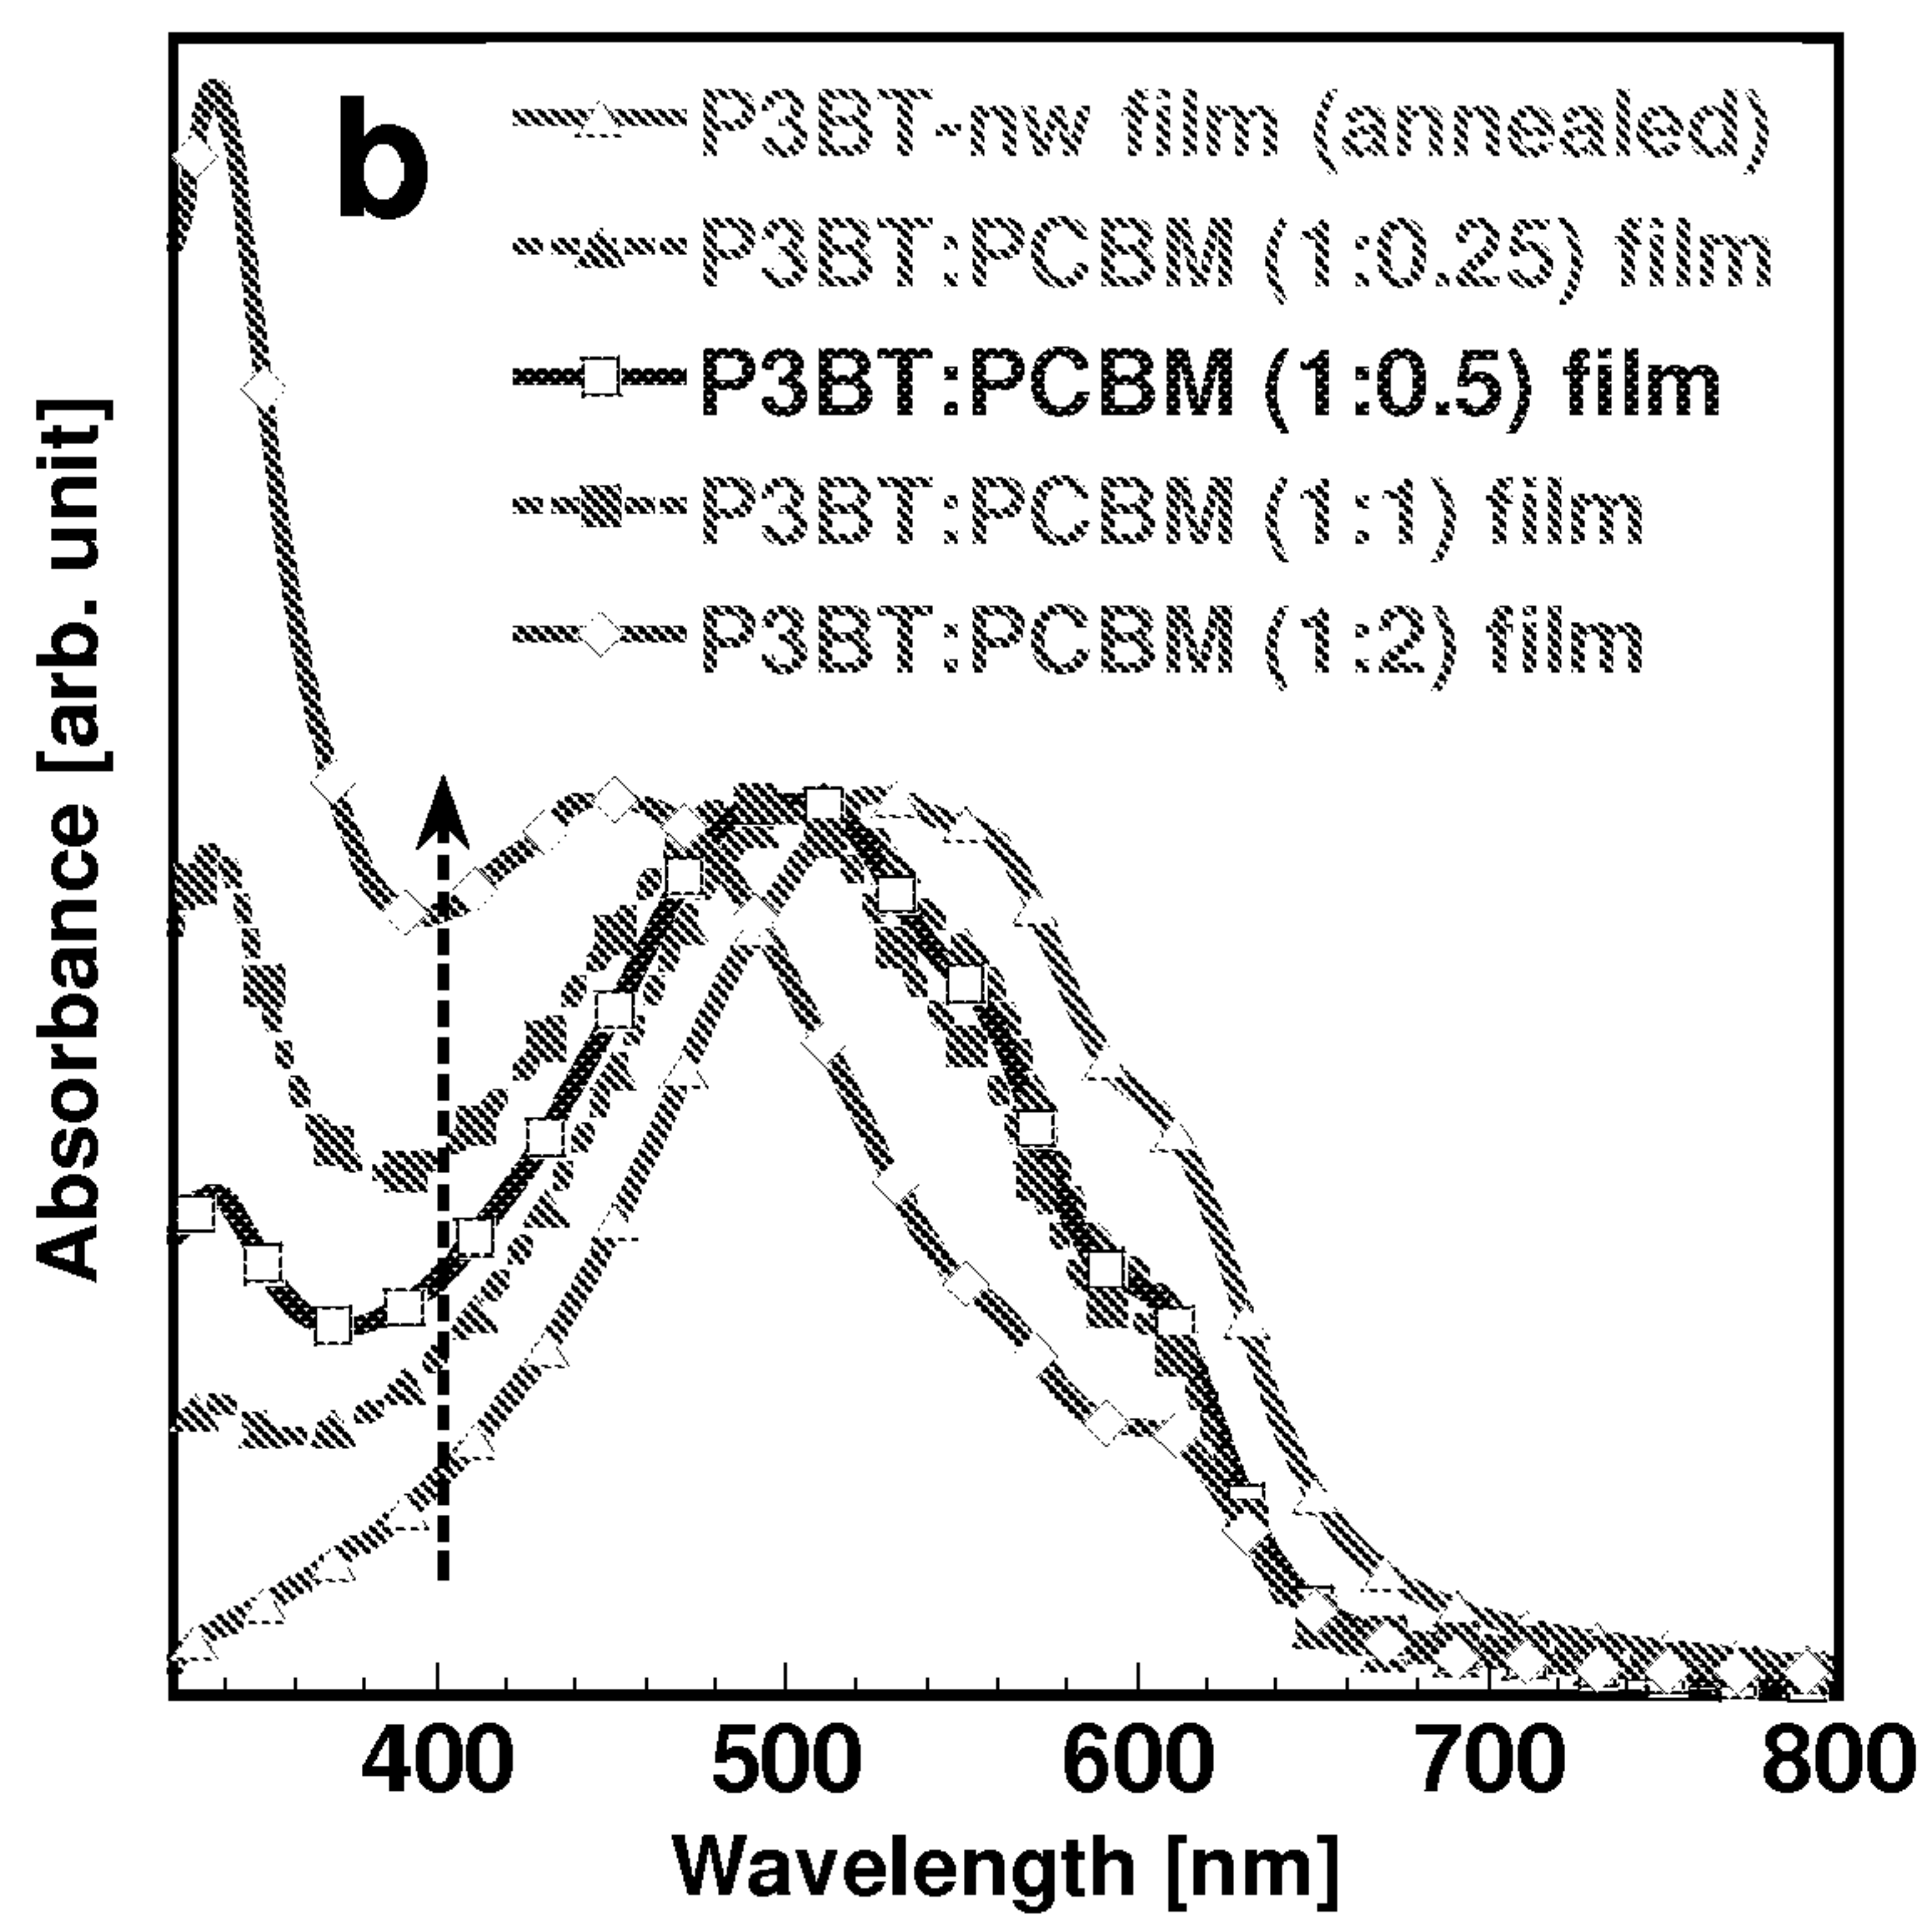 b
P3BT-nw film (annealed)
P3BT:PCBM (1:0.25) film
P3BT:PCBM (1:0.5) film
P3BT:PCBM (1:1) film
P3BT:PCBM (1:2) film
Absorbance [arb. unit]
400 500 600 700 800
Wavelength [nm]